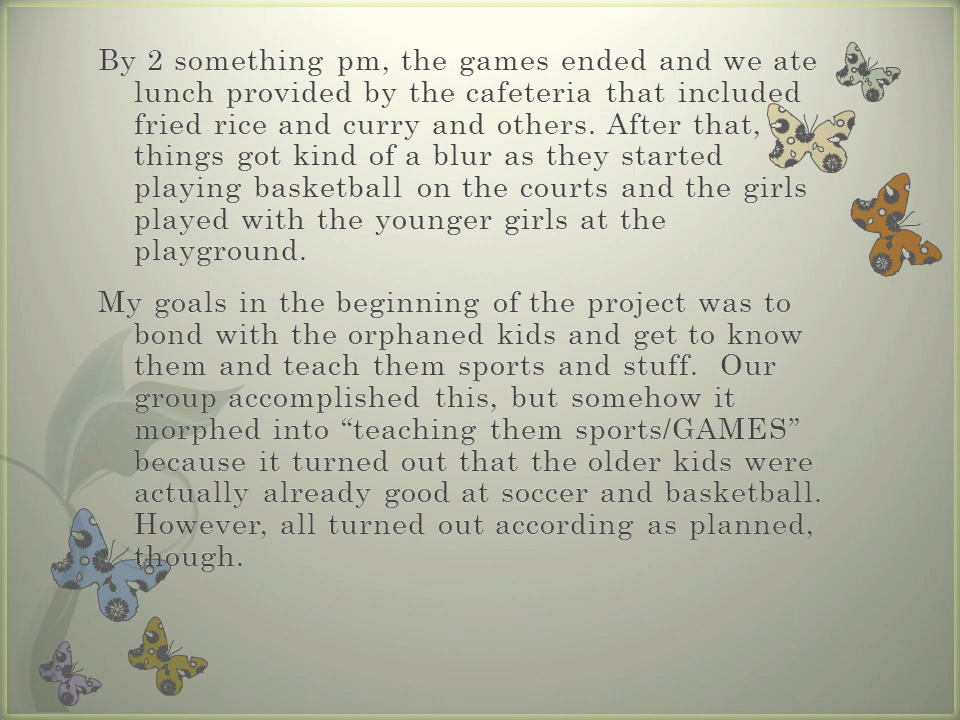 By 2 something pm, the games ended and we ate
lunch provided by the cafeteria that included
fried rice and curry and others. After that,
things got kind of a blur as they started
playing basketball on the courts and the girls
played with the younger girls at the
playground.
My goals in the beginning of the project was to
bond with the orphaned kids and get to know
them and teach them sports and stuff.  Our
group accomplished this, but somehow it
morphed into “teaching them sports/GAMES”
because it turned out that the older kids were
actually already good at soccer and basketball.
However, all turned out according as planned,
though.